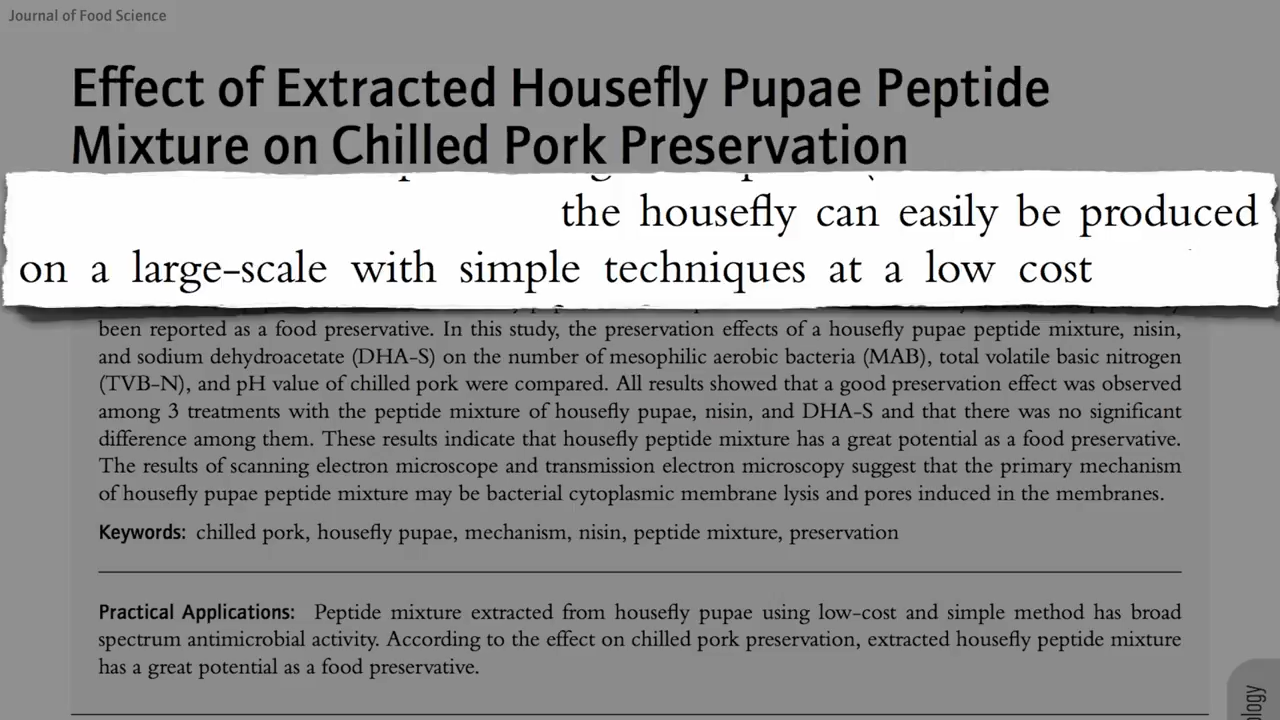 Journal of Food Science
Effect of Extracted Housefly Pupae Peptide
Mixture on Chilled Pork Preservation
the housefly can easily be produced
on a large-scale with simple techniques at a low cost
been reported as a food preservative. In this study, the preservation effects of a housefly pupae peptide mixture, nisin,
and sodium dehydroacetate (DHA-S) on the number of mesophilic aerobic bacteria (MAB), total volatile basic nitrogen
(TVB-N), and pH value of chilled pork were compared. All results showed that a good preservation effect was observed
among 3 treatments with the peptide mixture of housefly pupae, nisin, and DHA-S and that there was no significant
difference among them. These results indicate that housefly peptide mixture has a great potential as a food preservative.
The results of scanning electron microscope and transmission electron microscopy suggest that the primary mechanism
of housefly pupae peptide mixture may be bacterial cytoplasmic membrane lysis and pores induced in the membranes.
Keywords: chilled pork, housefly pupae, mechanism, nisin, peptide mixture, preservation
Practical Applications: Peptide mixture extracted from housefly pupae using low-cost and simple method has broad
spectrum antimicrobial activity. According to the effect on chilled pork preservation, extracted housefly peptide mixture
has a great potential as a food preservative.
ology